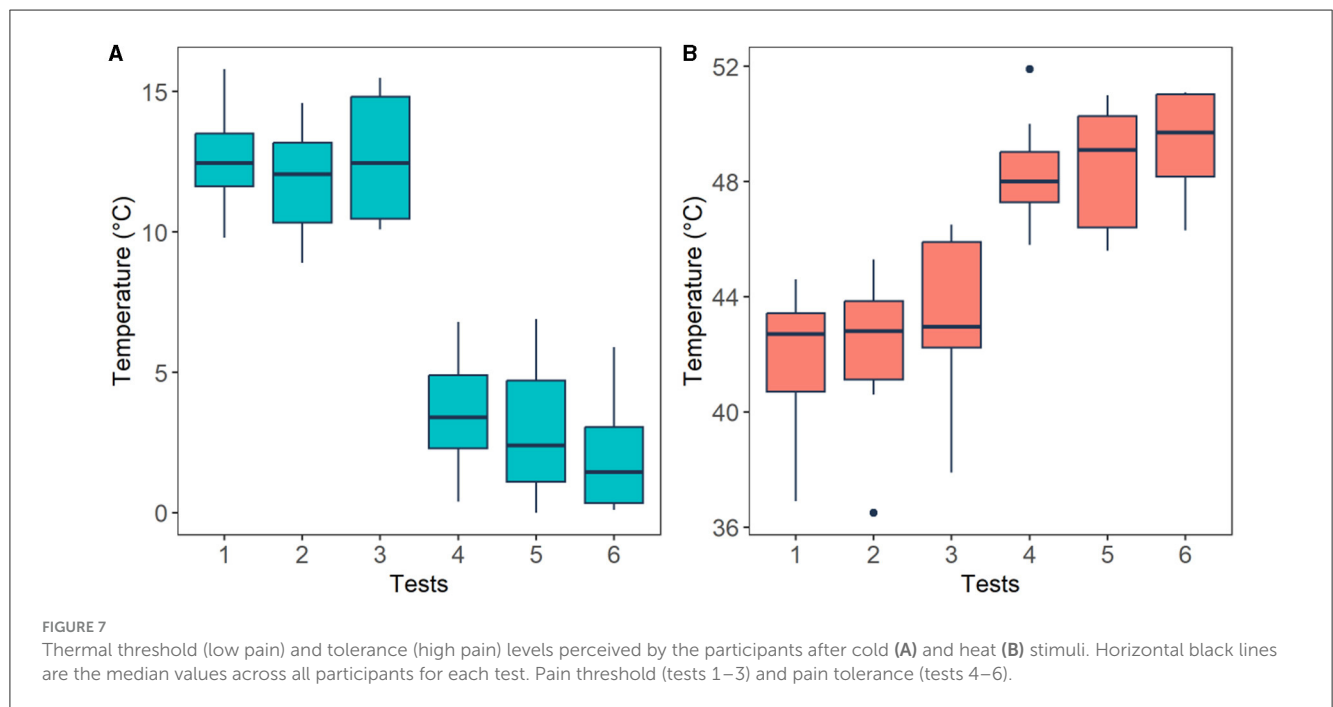 A
B
Temperature (°C)
15
10
5
0
1 2 3 4 5 6
Tests
Temperature (°C)
52
48
44
40
36
1 2 3 4 5 6
Tests
FIGURE 7
Thermal threshold (low pain) and tolerance (high pain) levels perceived by the participants after cold (A) and heat (B) stimuli. Horizontal black lines
are the median values across all participants for each test. Pain threshold (tests 1–3) and pain tolerance (tests 4–6).